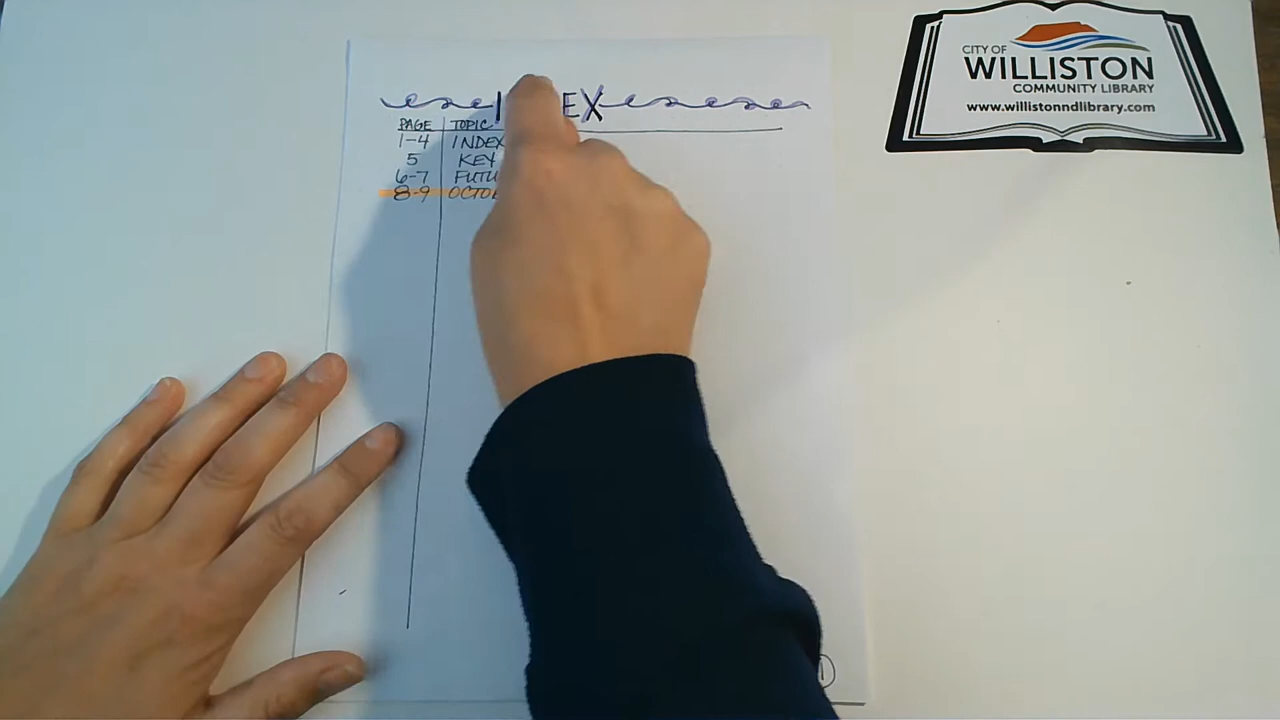 CITY OF
WILLISTON
COMMUNITY LIBRARY
www.willistonndlibrary.com
PAGE TOPIC
1-4 INDEX
5 KEY
6-7
8-9